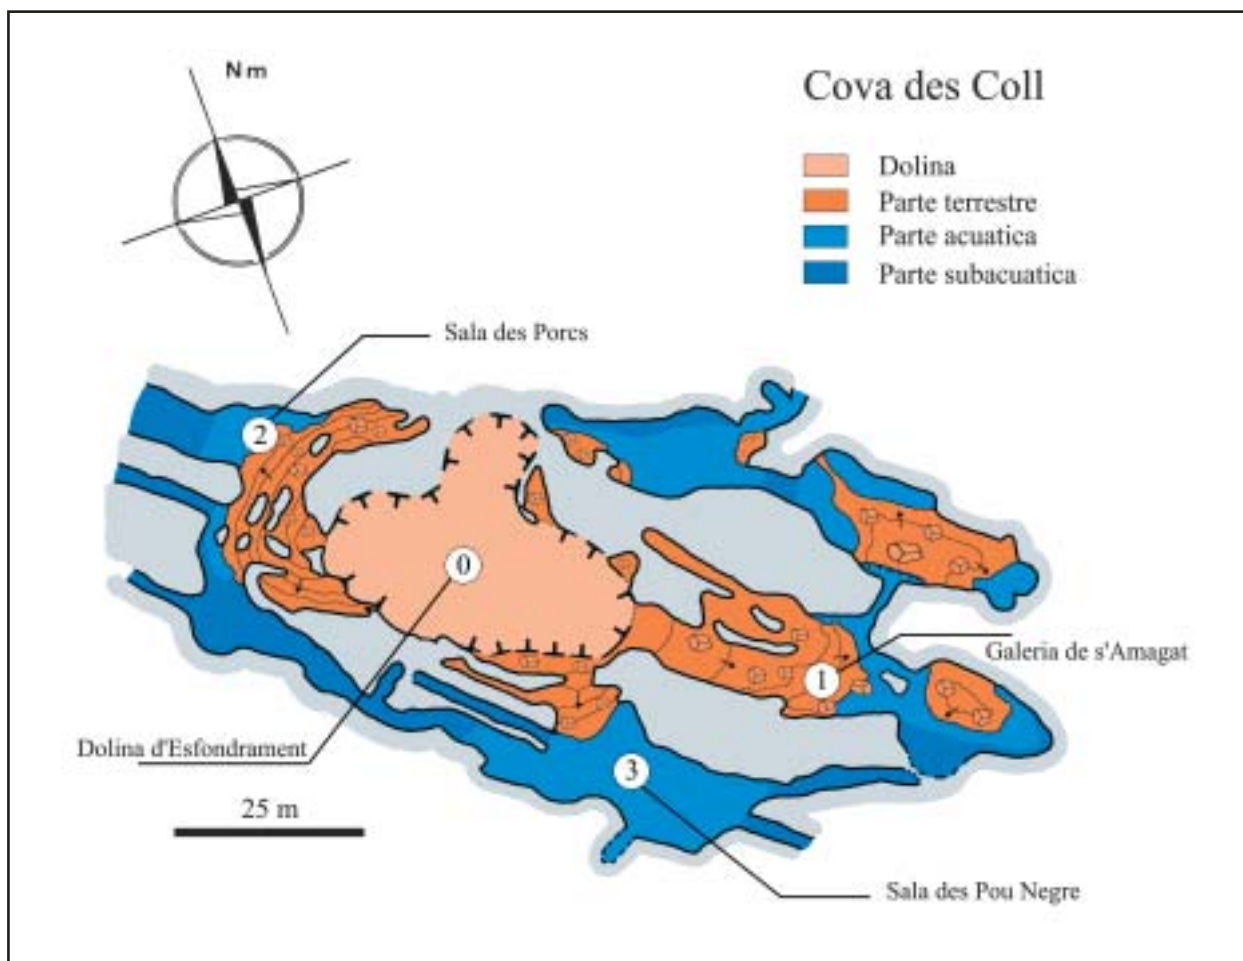 N m
Cova des Coll
Dolina
Parte terrestre
Parte acuatica
Parte subacuatica
Sala des Porcs
2
0
Galeria de s'Amagat
1
Dolina d'Esfondrament
3
25 m
Sala des Pou Negre